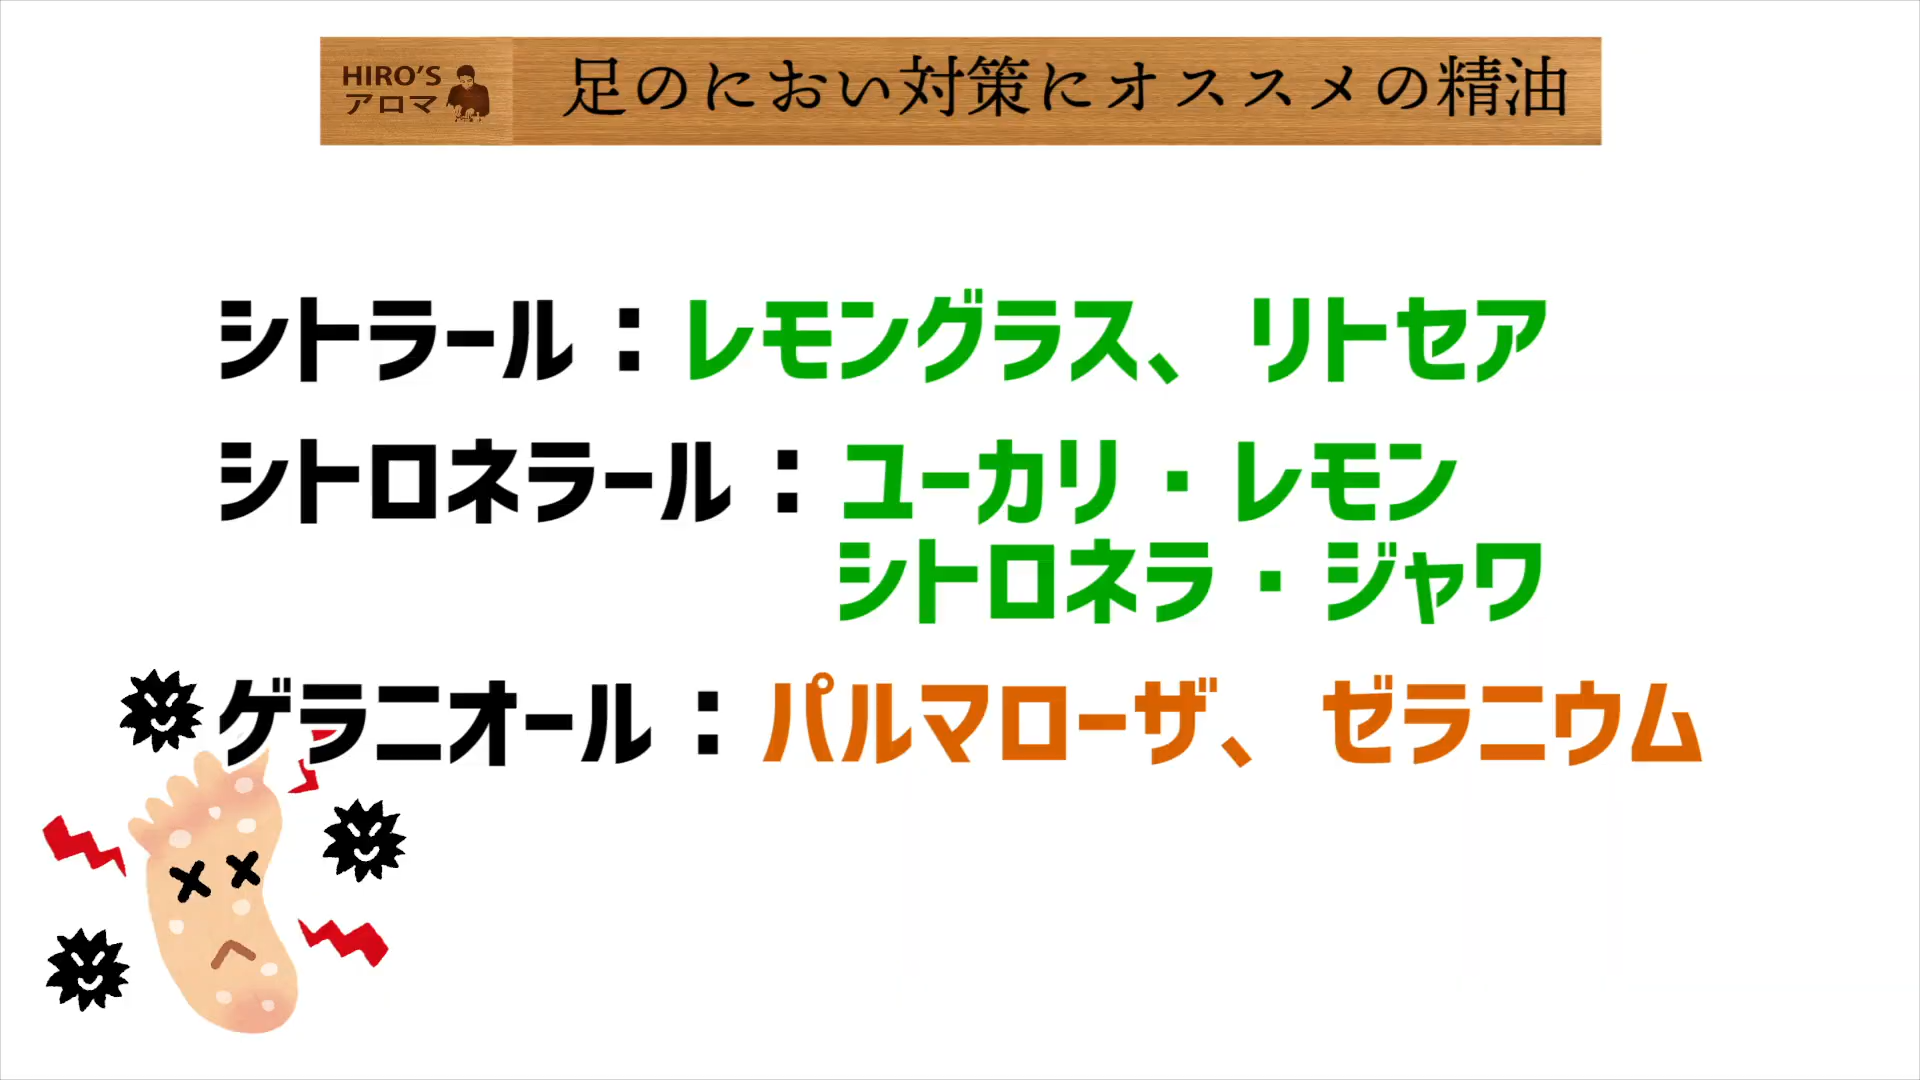 HIRO'S
アロマ
足のにおい対策にオススメの精油
シトラール：レモングラス、リトセア
シトロネラール：ユーカリ・レモン
シトロネラ・ジャワ
ゲラニオール：パルマローザ、ゼラニウム